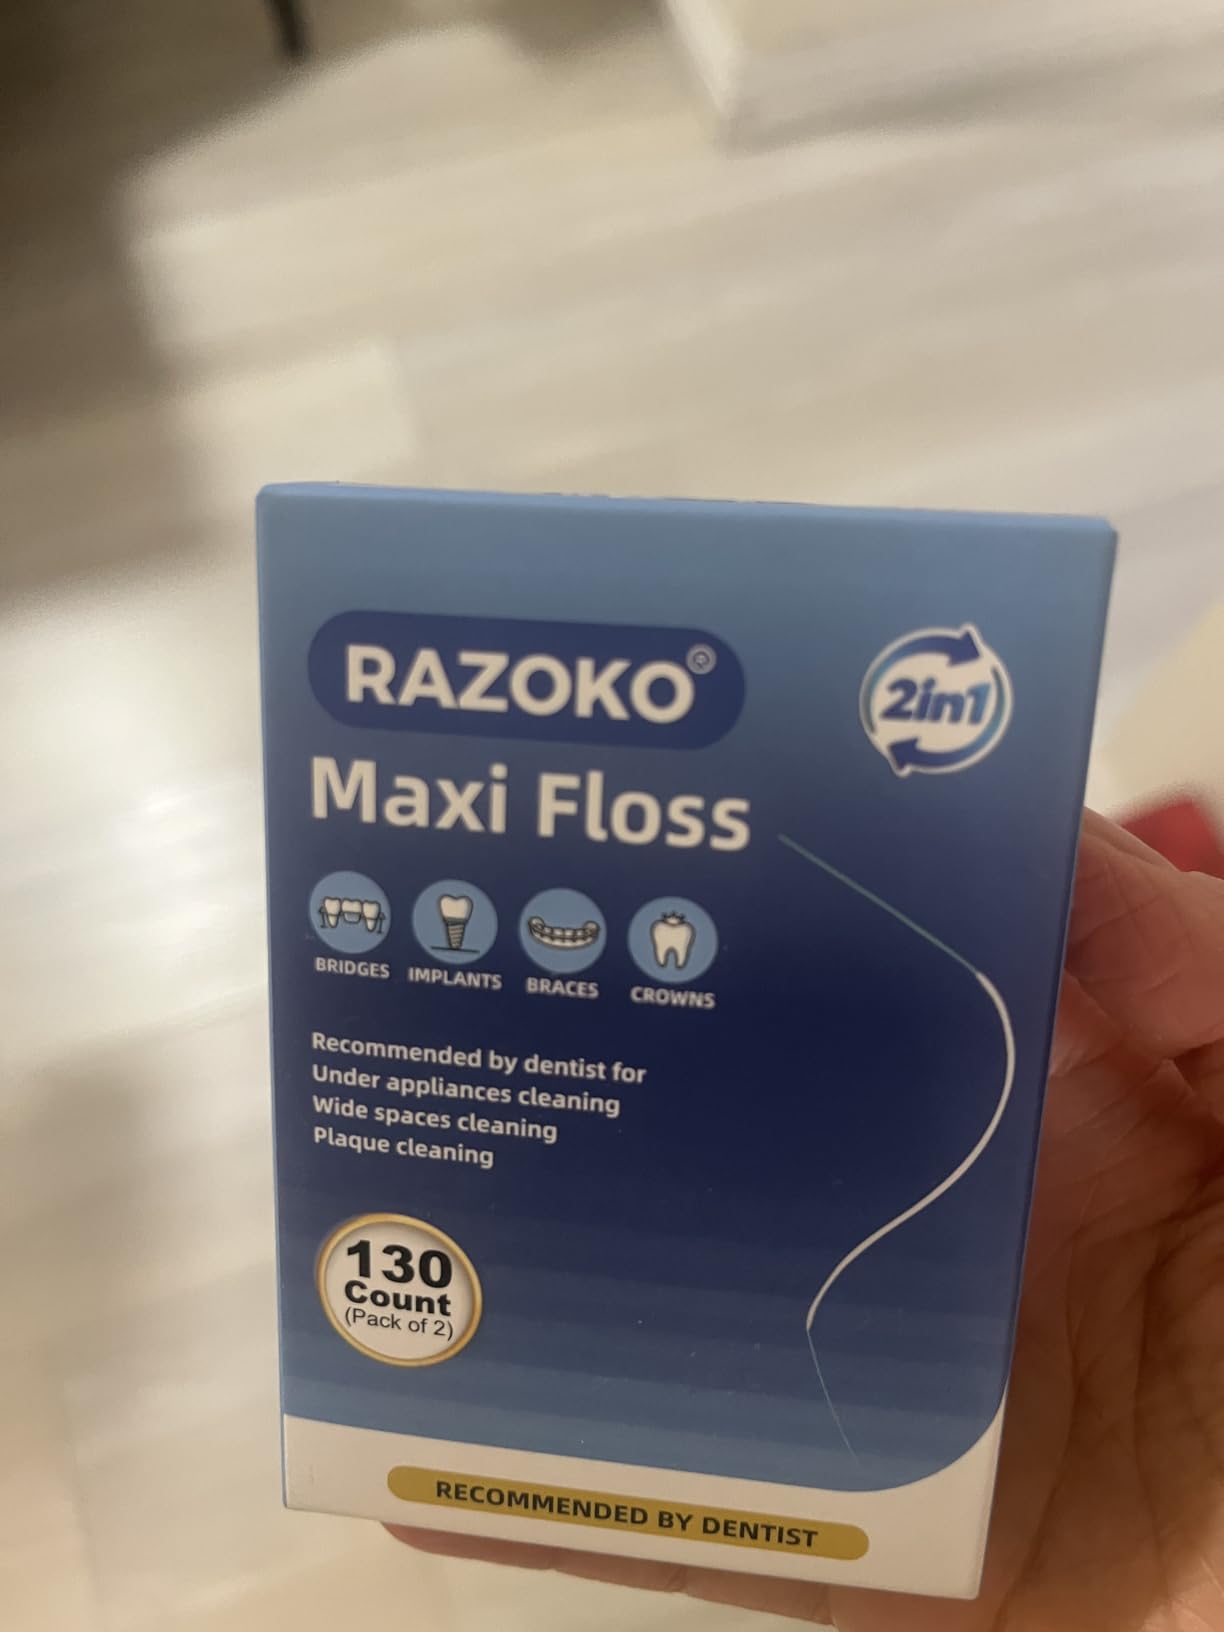 RAZOKO®
2in1
Maxi Floss
BRIDGES IMPLANTS BRACES CROWNS
Recommended by dentist for
Under appliances cleaning
Wide spaces cleaning
Plaque cleaning
130
Count
(Pack of 2)
RECOMMENDED BY DENTIST